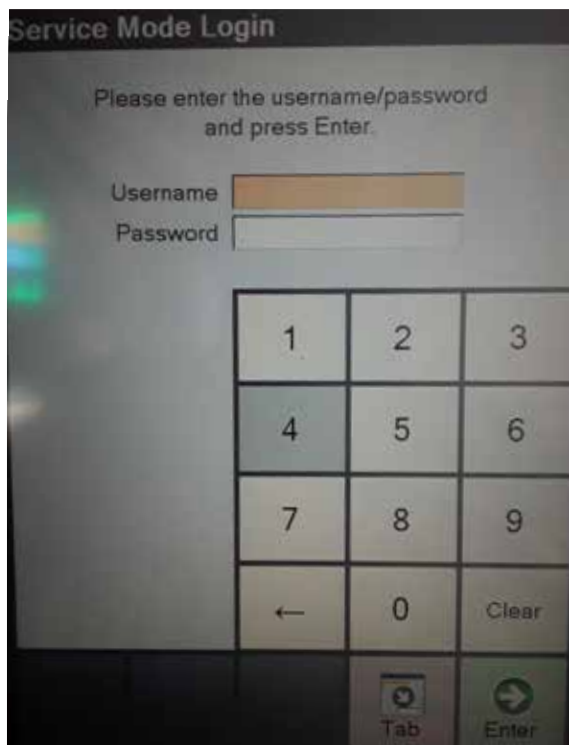 Service Mode Login
Please enter the username/password
and press Enter.
Username
Password
1 2 3
4 5 6
7 8 9
← 0 Clear
Tab Enter